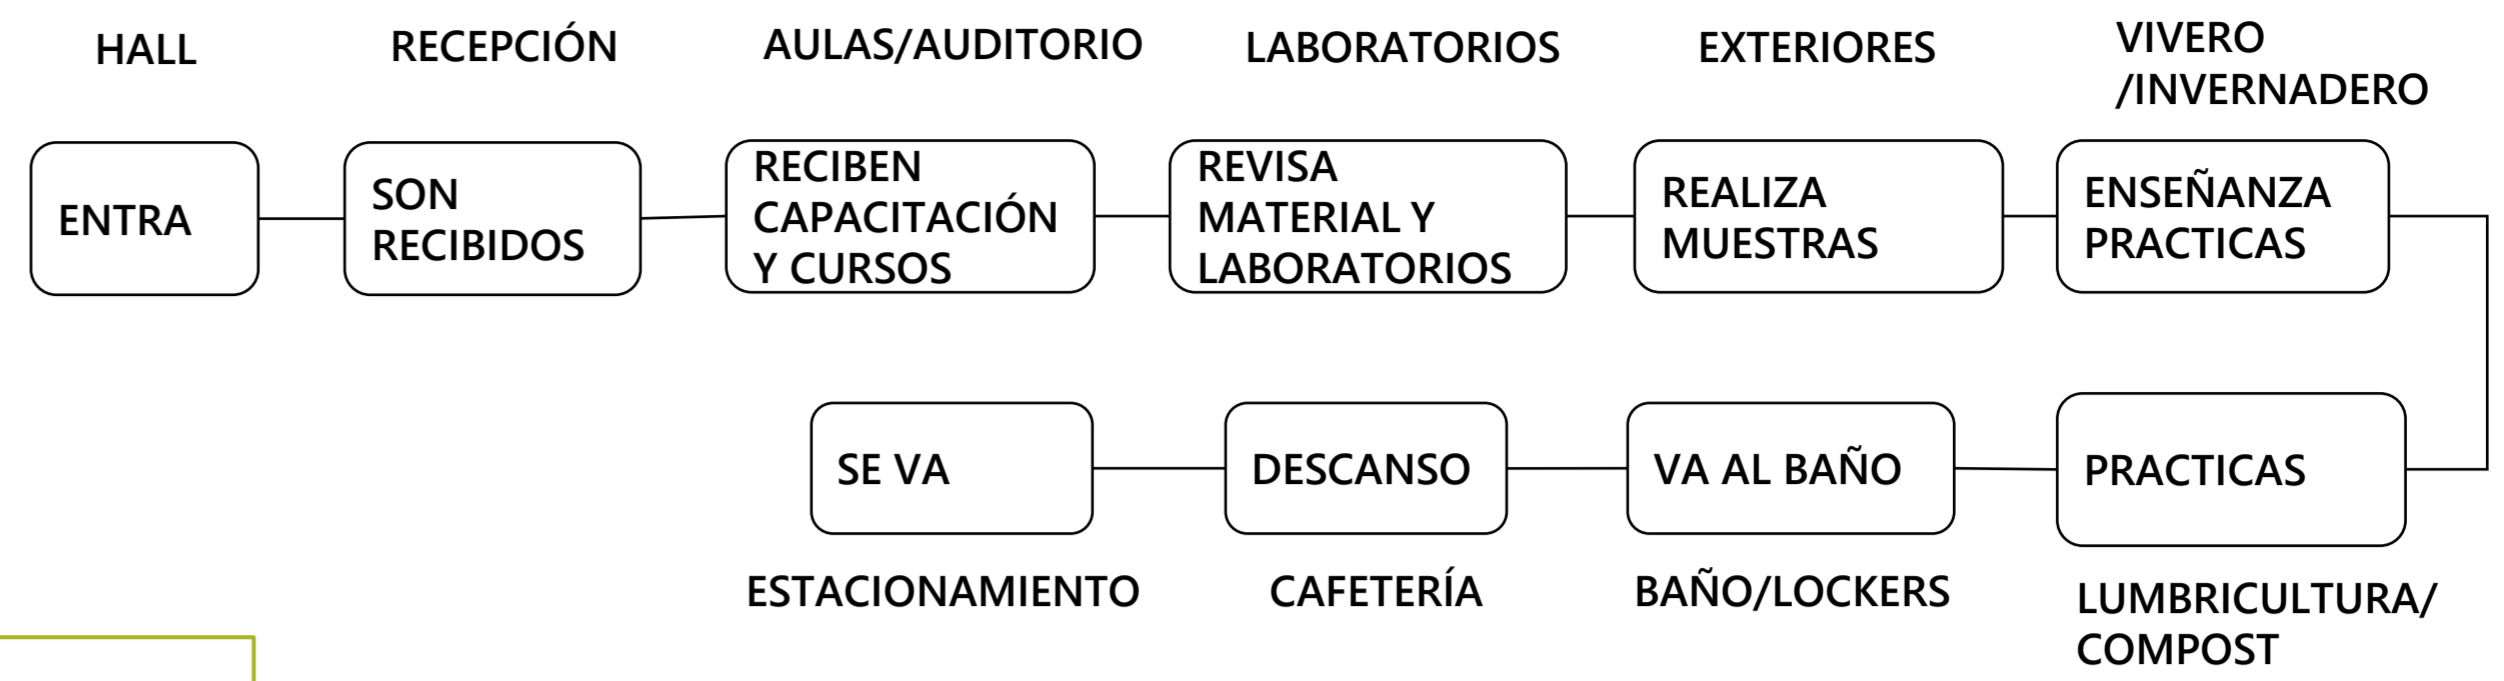 HALL
RECEPCIÓN
AULAS/AUDITORIO
LABORATORIOS
EXTERIORES
VIVERO
/INVERNADERO
ENTRA
SON
RECIBIDOS
RECIBEN
CAPACITACIÓN
Y CURSOS
REVISA
MATERIAL Y
LABORATORIOS
REALIZA
MUESTRAS
ENSEÑANZA
PRACTICAS
SE VA
DESCANSO
VA AL BAÑO
PRACTICAS
ESTACIONAMIENTO
CAFETERÍA
BAÑO/LOCKERS
LUMBRICULTURA/
COMPOST